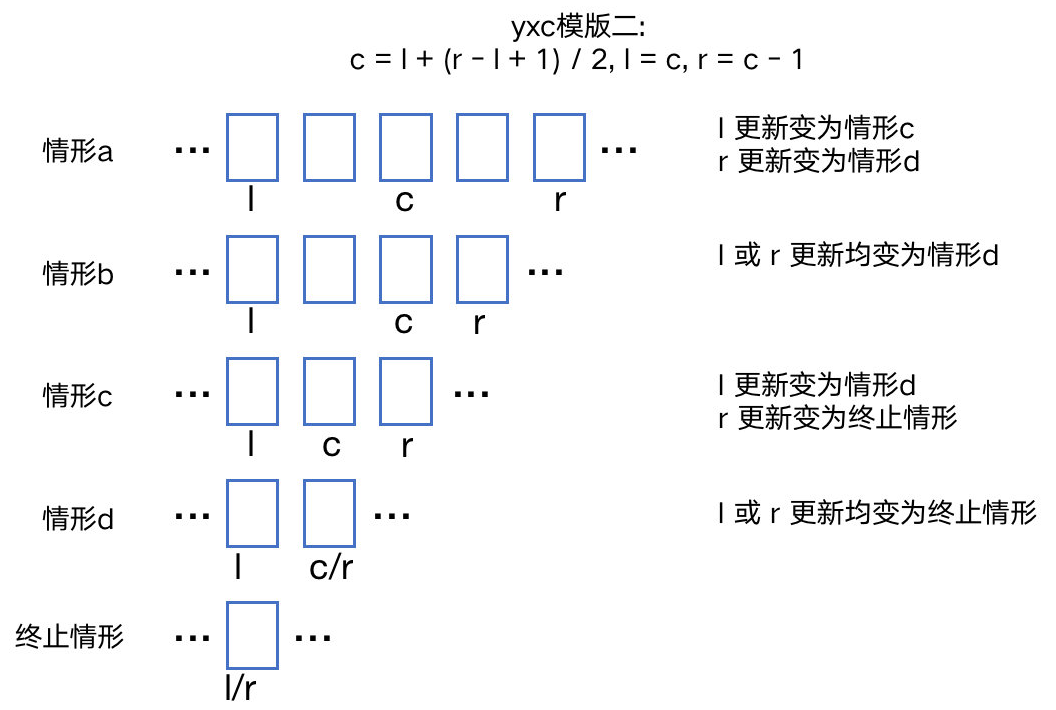 yxc模版二:
c = l + (r - l + 1) / 2, l = c, r = c - 1
情形a
...
...
l 更新变为情形c
r 更新变为情形d
l
c
r
情形b
...
...
l 或 r 更新均变为情形d
l
c
r
情形c
...
...
l 更新变为情形d
r 更新变为终止情形
l
c
r
情形d
...
...
l 或 r 更新均变为终止情形
l
c/r
终止情形
...
...
l/r